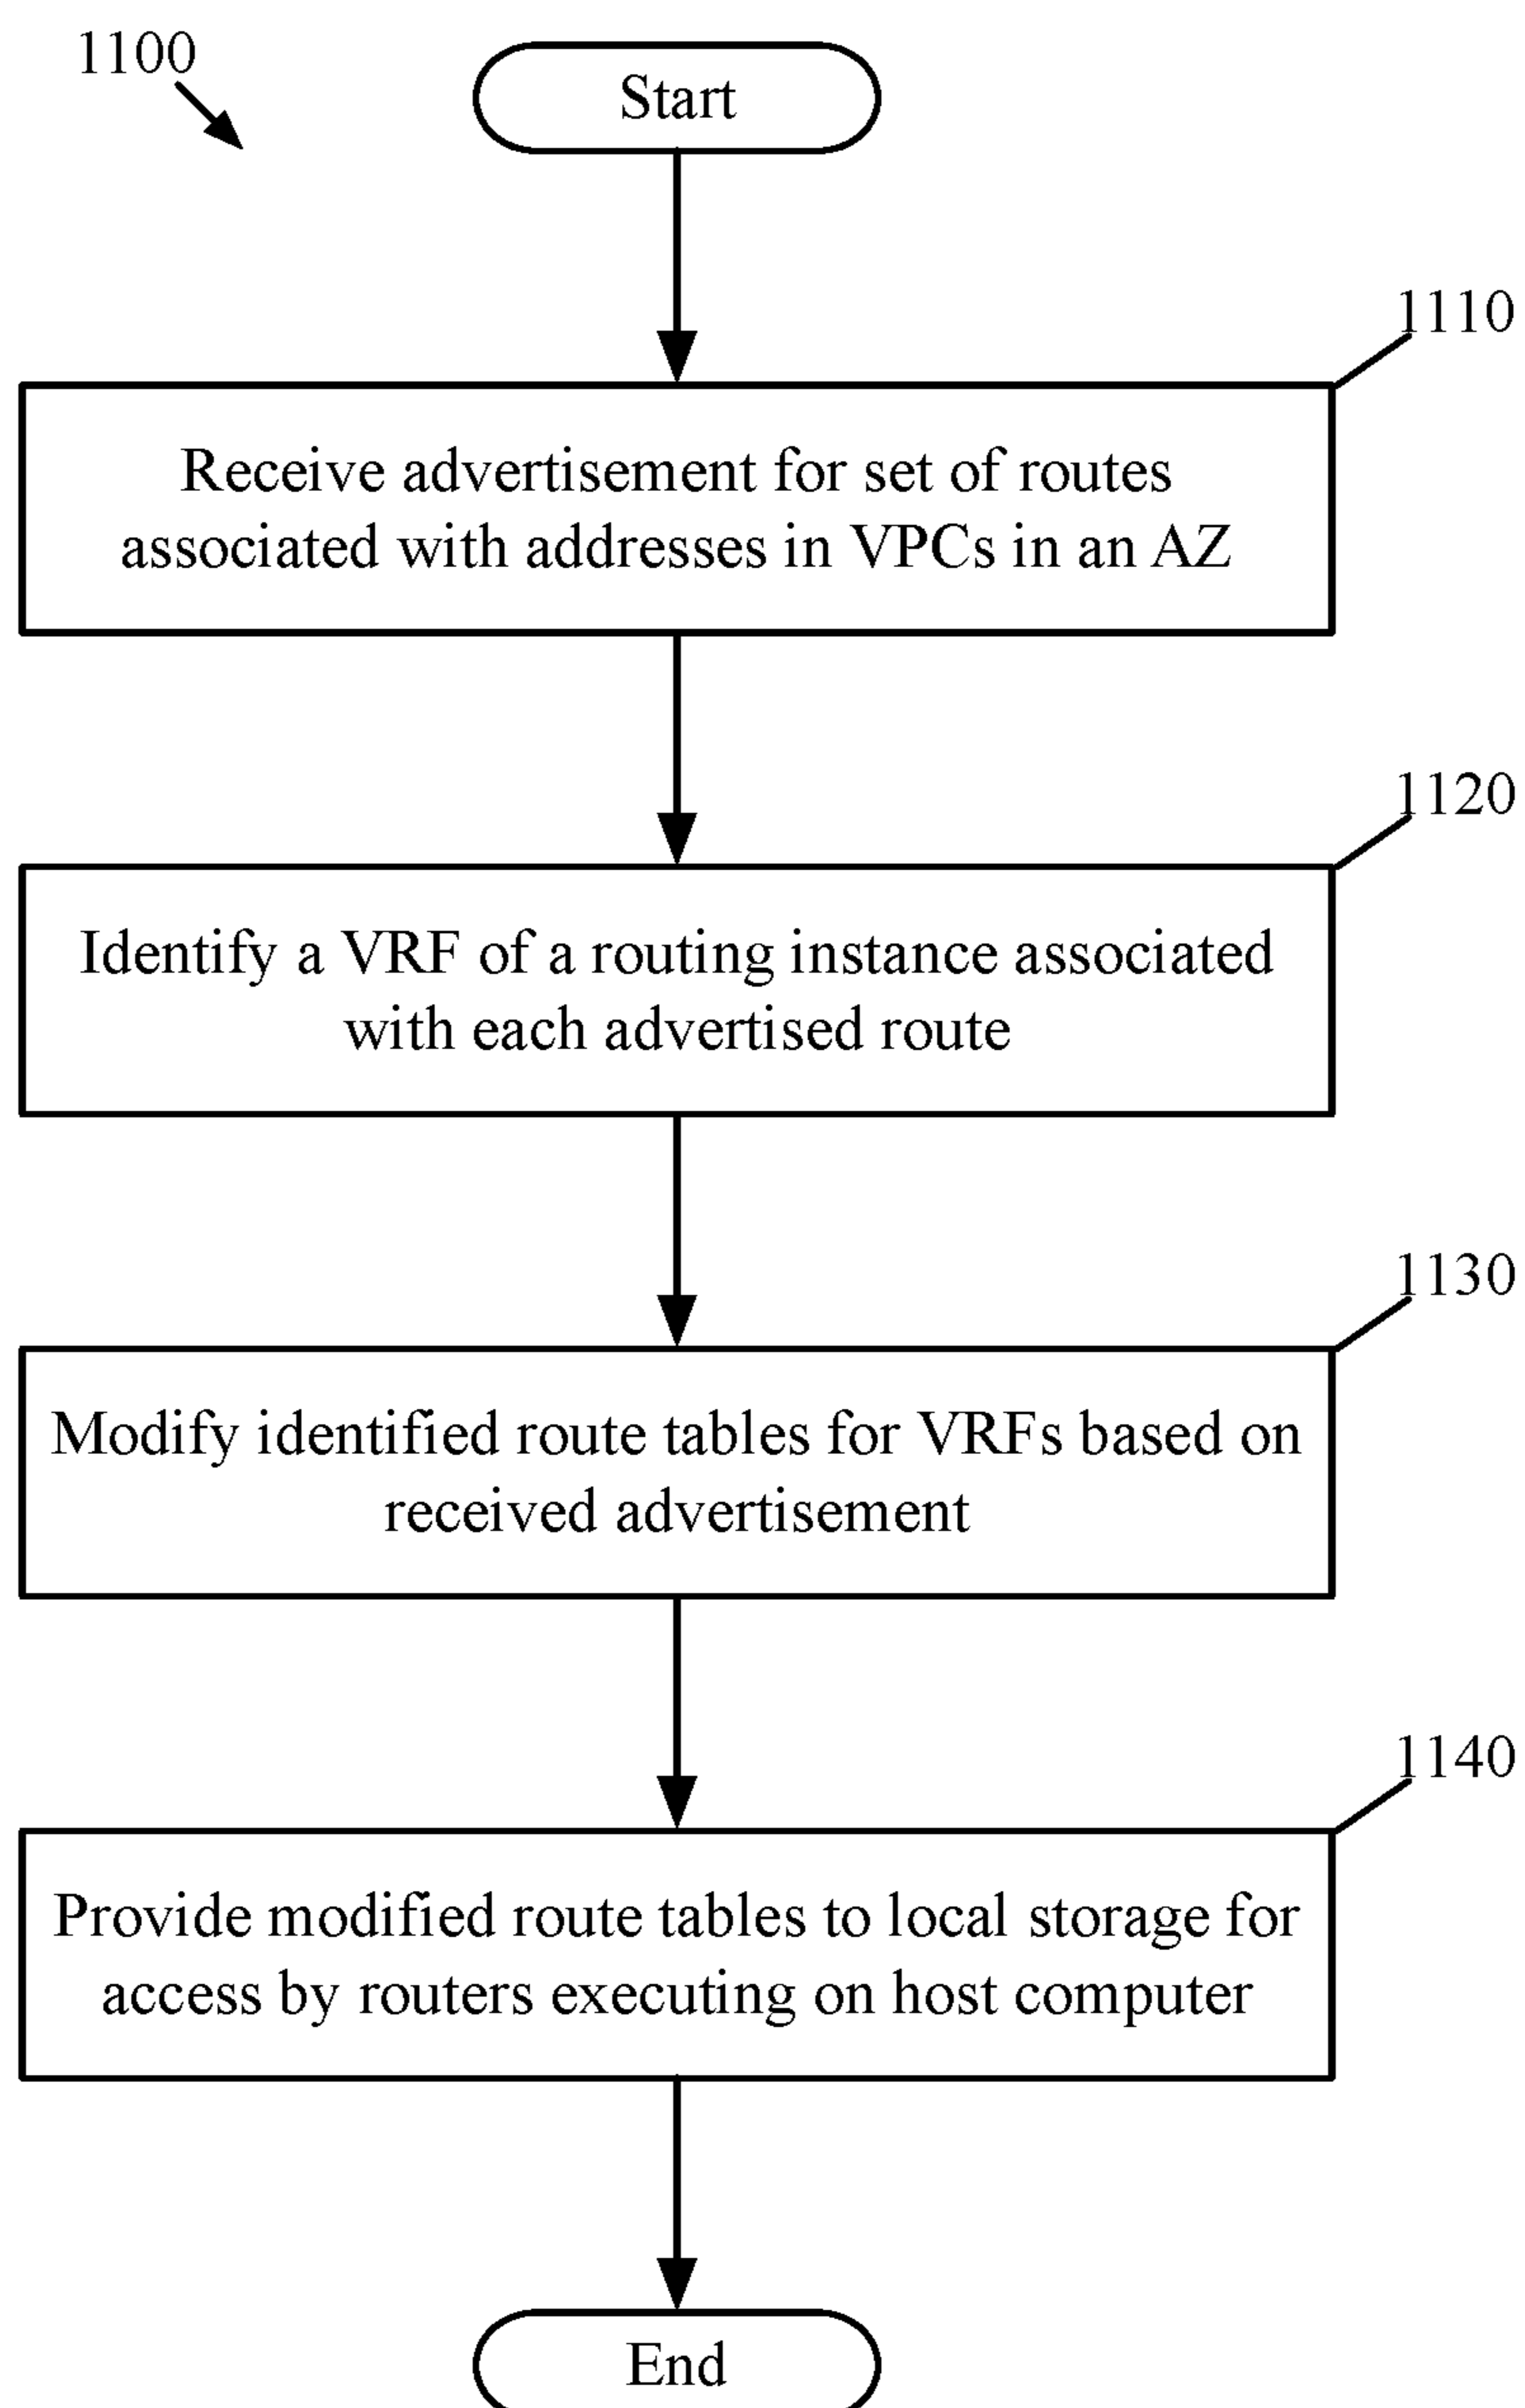 1100
Start
1110
Receive advertisement for set of routes
associated with addresses in VPCs in an AZ
1120
Identify a VRF of a routing instance associated
with each advertised route
1130
Modify identified route tables for VRFs based on
received advertisement
1140
Provide modified route tables to local storage for
access by routers executing on host computer
End